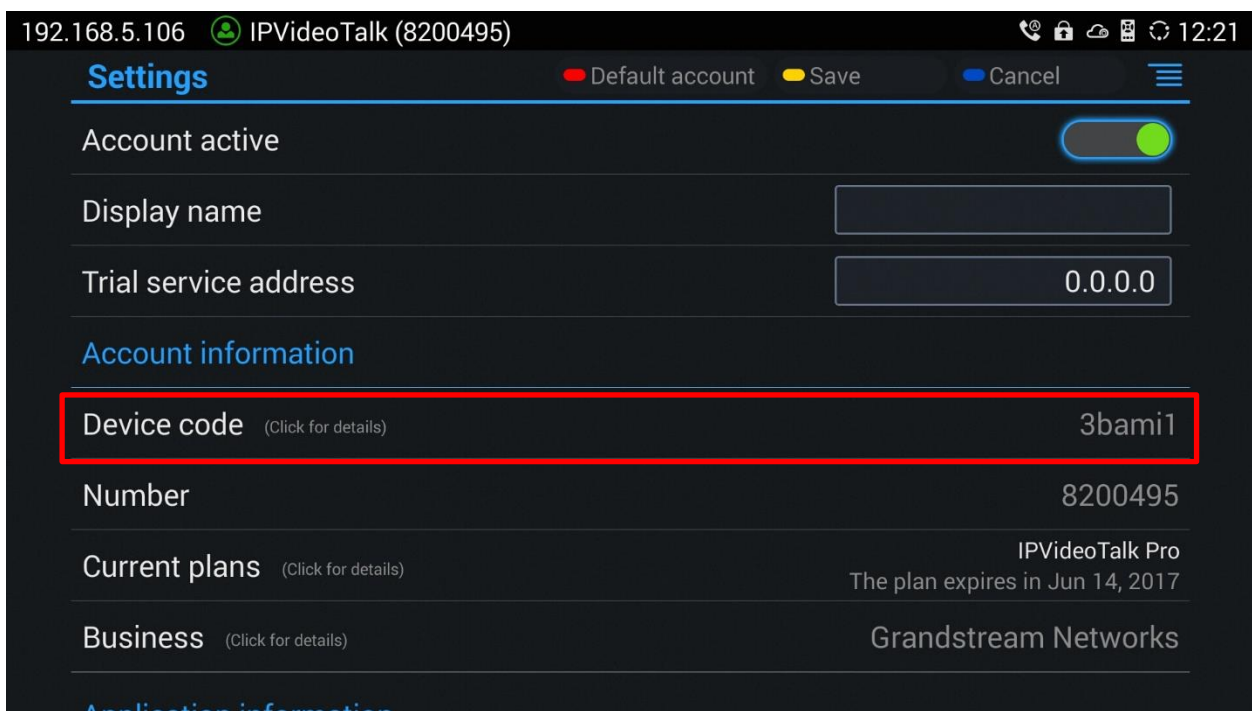 192.168.5.106 IPVideoTalk (8200495) 12:21
Settings Default account Save Cancel
Account active
Display name
Trial service address 0.0.0.0
Account information
Device code (Click for details) 3bami1
Number 8200495
Current plans (Click for details) IPVideoTalk Pro
The plan expires in Jun 14, 2017
Business (Click for details) Grandstream Networks
Application information